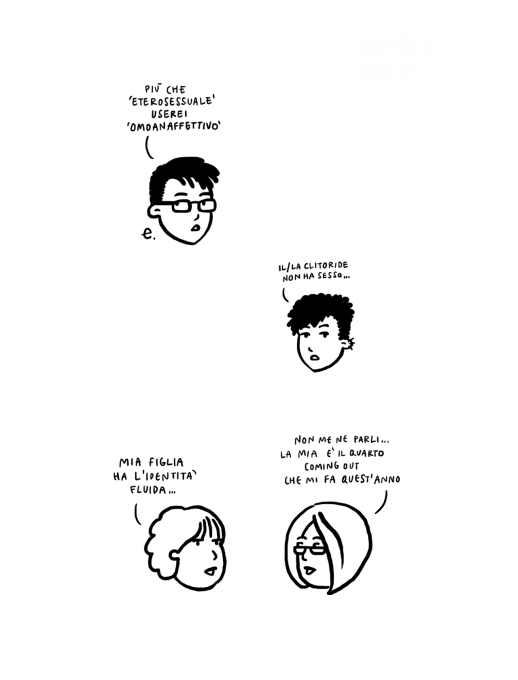 PIÙ CHE
'ETEROSESSUALE'
USEREI
'OMOANAFFETTIVO'
e.
IL/LA CLITORIDE
NON HA SESSO...
MIA FIGLIA
HA L'IDENTITÀ
FLUIDA...
NON ME NE PARLI...
LA MIA È IL QUARTO
COMING OUT
CHE MI FA QUEST'ANNO